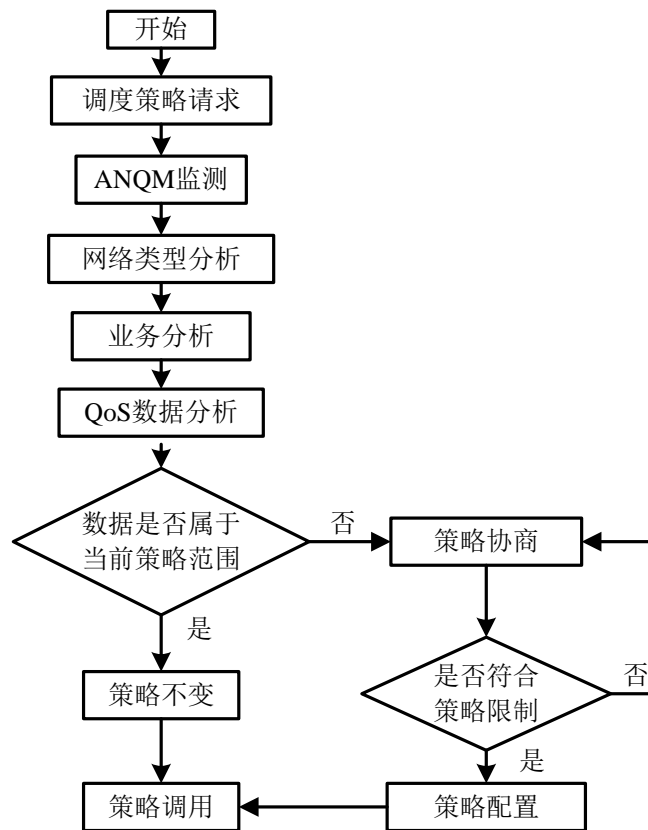 开始
调度策略请求
ANQM监测
网络类型分析
业务分析
QoS数据分析
数据是否属于
当前策略范围
否
策略协商
是
策略不变
是否符合
策略限制
否
是
策略调用
策略配置